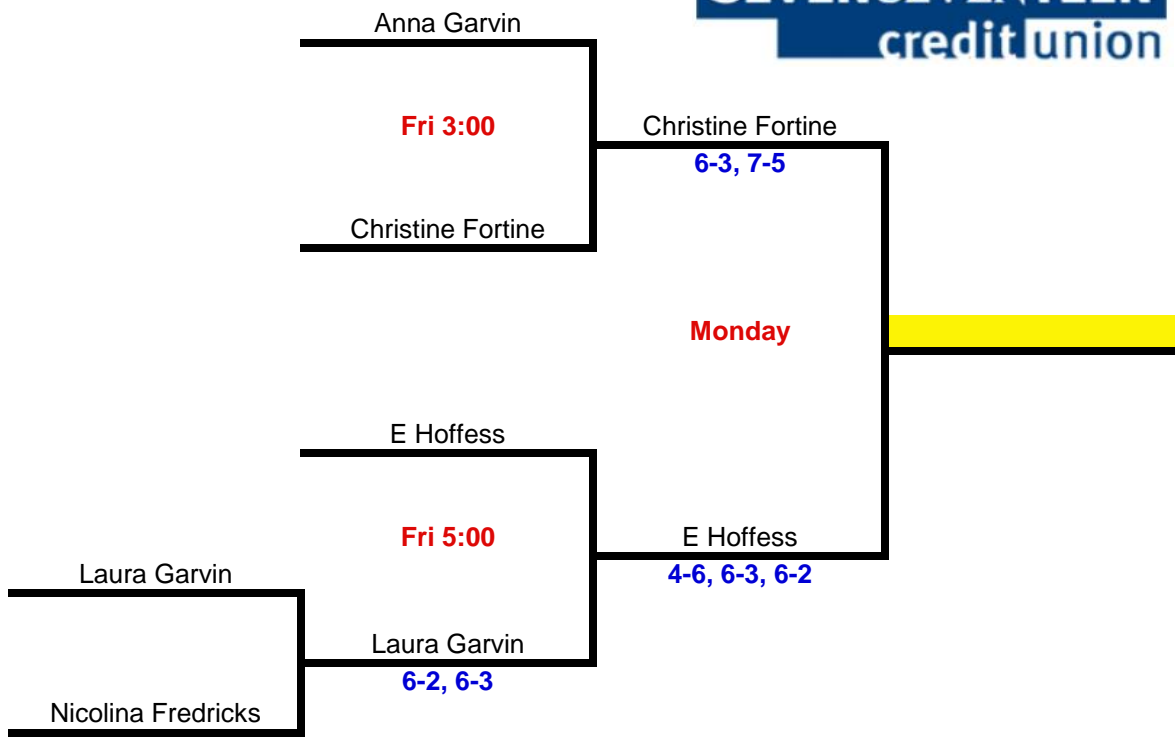 Anna Garvin
credit union
Fri 3:00
Christine Fortine
6-3, 7-5
Christine Fortine
Monday
E Hoffess
Fri 5:00
E Hoffess
4-6, 6-3, 6-2
Laura Garvin
Laura Garvin
6-2, 6-3
Nicolina Fredricks